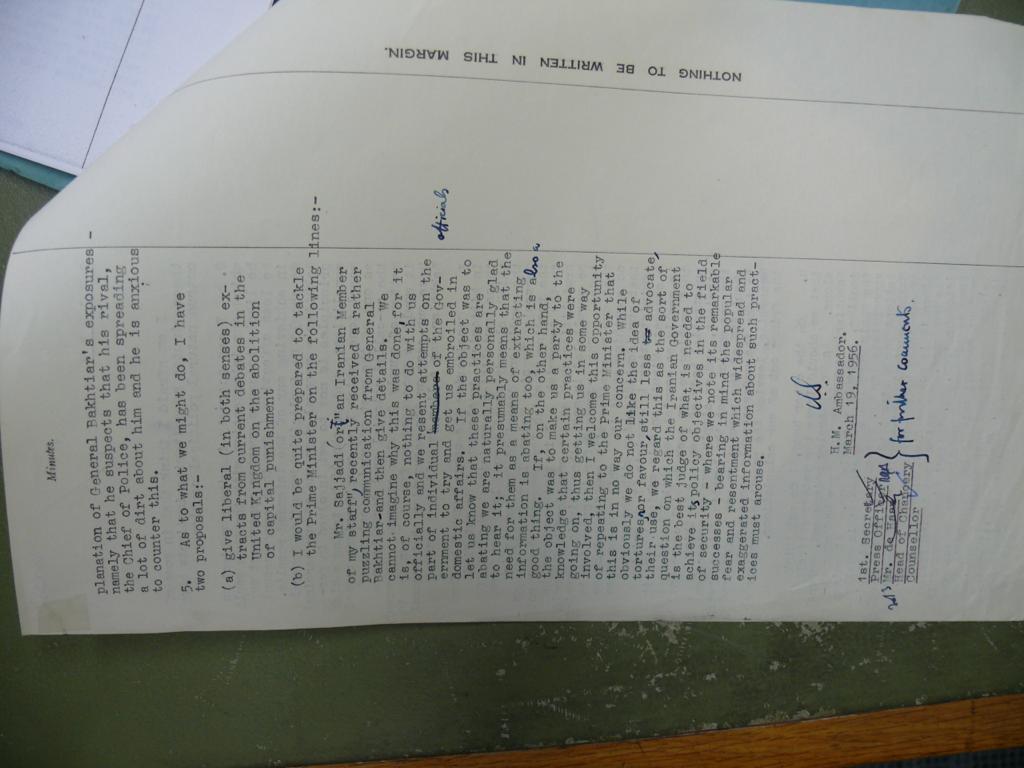 NOTHING TO BE WRITTEN IN THIS MARGIN.
Minutes.
planation of General Bakhtiar's exposures -
namely that he suspects that his rival,
the Chief of Police, has been spreading
a lot of dirt about him and he is anxious
to counter this.
5. As to what we might do, I have
two proposals:-
(a) give liberal (in both senses) ex-
tracts from current debates in the
United Kingdom on the abolition
of capital punishment
(b) I would be quite prepared to tackle
the Prime Minister on the following lines:-
Mr. Sajjadi (or "an Iranian Member
of my staff", recently received a rather
puzzling communication from General
Bakhtiar-and then give details. We
cannot imagine why this was done, for it
is, of course, nothing to do with us
officially and we resent attempts on the
part of individual members officials of the Gov-
ernment to try and get us embroiled in
domestic affairs. If the object was to
let us know that these practices are
abating we are naturally personally glad
to hear it; it presumably means that the
need for them as a means of extracting
information is abating too, which is also a
good thing. If, on the other hand,
the object was to make us a party to the
knowledge that certain practices were
going on, thus getting us in some way
involved, then I welcome this opportunity
of repeating to the Prime Minister that
this is in no way our concern. While
obviously we do not like the idea of
tortures, or favour, still less to advocate,
their use, we regard this as the sort of
question on which the Iranian Government
is the best judge of what is needed to
achieve its policy objectives in the field
of security - where we note its remarkable
successes - bearing in mind the popular
fear and resentment which widespread and
exaggerated information about such pract-
ices must arouse.
H.M. Ambassador.
March 19, 1956.
1st. Secretary
Press Officer
Mr. de
Head of Chancery
Counsellor
for further comments.